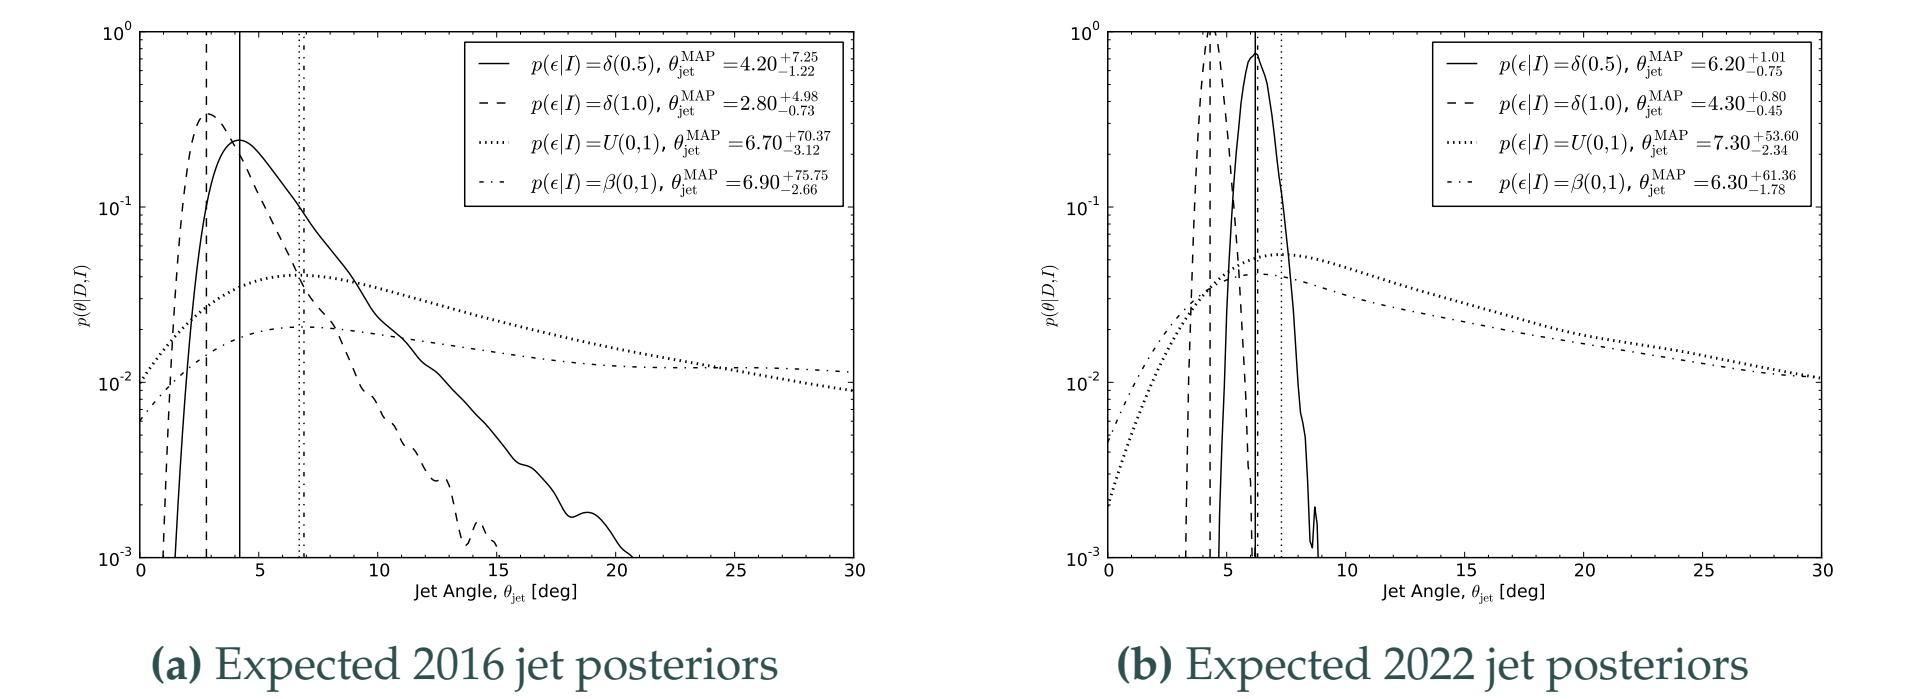 10⁰
10⁻¹
10⁻²
10⁻³
p(θ|D,I)
p(ϵ|I)=δ(0.5), θ_jet^MAP=4.20^{+7.25}_{−1.22}
p(ϵ|I)=δ(1.0), θ_jet^MAP=2.80^{+4.98}_{−0.73}
p(ϵ|I)=U(0,1), θ_jet^MAP=6.70^{+70.37}_{−3.12}
p(ϵ|I)=β(0,1), θ_jet^MAP=6.90^{+75.75}_{−2.66}
0 5 10 15 20 25 30
Jet Angle, θ_jet [deg]
(a) Expected 2016 jet posteriors
10⁰
10⁻¹
10⁻²
10⁻³
p(θ|D,I)
p(ϵ|I)=δ(0.5), θ_jet^MAP=6.20^{+1.01}_{−0.75}
p(ϵ|I)=δ(1.0), θ_jet^MAP=4.30^{+0.80}_{−0.45}
p(ϵ|I)=U(0,1), θ_jet^MAP=7.30^{+53.60}_{−2.34}
p(ϵ|I)=β(0,1), θ_jet^MAP=6.30^{+61.36}_{−1.78}
0 5 10 15 20 25 30
Jet Angle, θ_jet [deg]
(b) Expected 2022 jet posteriors